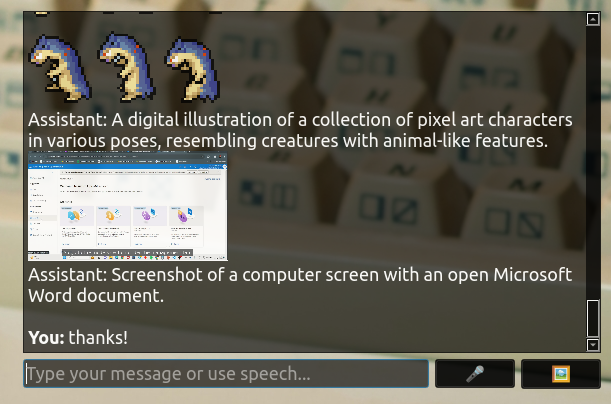 Assistant: A digital illustration of a collection of pixel art characters
in various poses, resembling creatures with animal-like features.
Assistant: Screenshot of a computer screen with an open Microsoft
Word document.
You: thanks!
Type your message or use speech...